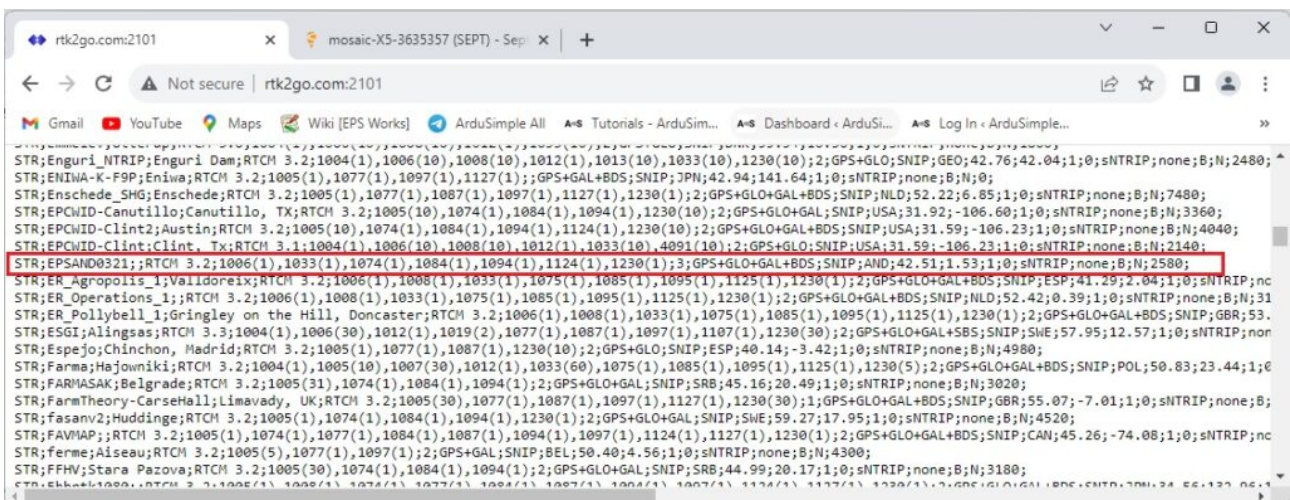 rtk2go.com:2101
mosaic-X5-3635357 (SEPT) - Sep
Not secure | rtk2go.com:2101
Gmail YouTube Maps Wiki [EPS Works] ArduSimple All Tutorials - ArduSim... Dashboard ‹ ArduSi... Log In ‹ ArduSimple... »
STR;Enguri_NTRIP;Enguri Dam;RTCM 3.2;1004(1),1006(10),1008(10),1012(1),1013(10),1033(10),1230(10);2;GPS+GLO;SNIP;GEO;42.76;42.04;1;0;sNTRIP;none;B;N;2480;
STR;ENIWA-K-F9P;Eniwa;RTCM 3.2;1005(1),1077(1),1097(1),1127(1);;GPS+GAL+BDS;SNIP;JPN;42.94;141.64;1;0;sNTRIP;none;B;N;0;
STR;Enschede_SHG;Enschede;RTCM 3.2;1005(1),1077(1),1087(1),1097(1),1127(1),1230(1);2;GPS+GLO+GAL+BDS;SNIP;NLD;52.22;6.85;1;0;sNTRIP;none;B;N;7480;
STR;EPCWID-Canutillo;Canutillo, TX;RTCM 3.2;1005(10),1074(1),1084(1),1094(1),1230(10);2;GPS+GLO+GAL;SNIP;USA;31.92;-106.60;1;0;sNTRIP;none;B;N;3360;
STR;EPCWID-Clint2;Austin;RTCM 3.2;1005(10),1074(1),1084(1),1094(1),1124(1),1230(10);2;GPS+GLO+GAL+BDS;SNIP;USA;31.59;-106.23;1;0;sNTRIP;none;B;N;4040;
STR;EPCWID-Clint;Clint, Tx;RTCM 3.1;1004(1),1006(10),1008(10),1012(1),1033(10),4091(10);2;GPS+GLO;SNIP;USA;31.59;-106.23;1;0;sNTRIP;none;B;N;2140;
STR;EPSAND0321;;RTCM 3.2;1006(1),1033(1),1074(1),1084(1),1094(1),1124(1),1230(1);3;GPS+GLO+GAL+BDS;SNIP;AND;42.51;1.53;1;0;sNTRIP;none;B;N;2580;
STR;ER_Agropolis_1;Valldoreix;RTCM 3.2;1006(1),1008(1),1033(1),1075(1),1085(1),1095(1),1125(1),1230(1);2;GPS+GLO+GAL+BDS;SNIP;ESP;41.29;2.04;1;0;sNTRIP;no
STR;ER_Operations_1;;RTCM 3.2;1006(1),1008(1),1033(1),1075(1),1085(1),1095(1),1125(1),1230(1);2;GPS+GLO+GAL+BDS;SNIP;NLD;52.42;0.39;1;0;sNTRIP;none;B;N;31
STR;ER_Pollybell_1;Gringley on the Hill, Doncaster;RTCM 3.2;1006(1),1008(1),1033(1),1075(1),1085(1),1095(1),1125(1),1230(1);2;GPS+GLO+GAL+BDS;SNIP;GBR;53.
STR;ESGI;Alingsas;RTCM 3.3;1004(1),1006(30),1012(1),1019(2),1077(1),1087(1),1097(1),1107(1),1230(30);2;GPS+GLO+GAL+SBS;SNIP;SWE;57.95;12.57;1;0;sNTRIP;non
STR;Espejo;Chinchon, Madrid;RTCM 3.2;1005(1),1077(1),1087(1),1230(10);2;GPS+GLO;SNIP;ESP;40.14;-3.42;1;0;sNTRIP;none;B;N;4980;
STR;Farma;Hajowniki;RTCM 3.2;1004(1),1005(10),1007(30),1012(1),1033(60),1075(1),1085(1),1095(1),1125(1),1230(5);2;GPS+GLO+GAL+BDS;SNIP;POL;50.83;23.44;1;0
STR;FARMASAK;Belgrade;RTCM 3.2;1005(31),1074(1),1084(1),1094(1);2;GPS+GLO+GAL;SNIP;SRB;45.16;20.49;1;0;sNTRIP;none;B;N;3020;
STR;FarmTheory-CarseHall;Limavady, UK;RTCM 3.2;1005(30),1077(1),1087(1),1097(1),1127(1),1230(30);1;GPS+GLO+GAL+BDS;SNIP;GBR;55.07;-7.01;1;0;sNTRIP;none;B;
STR;fasanv2;Huddinge;RTCM 3.2;1005(1),1074(1),1084(1),1094(1),1230(1);2;GPS+GLO+GAL;SNIP;SWE;59.27;17.95;1;0;sNTRIP;none;B;N;4520;
STR;FAVMAP;;RTCM 3.2;1005(1),1074(1),1077(1),1084(1),1087(1),1094(1),1097(1),1124(1),1127(1),1230(1);2;GPS+GLO+GAL+BDS;SNIP;CAN;45.26;-74.08;1;0;sNTRIP;no
STR;ferme;Aiseau;RTCM 3.2;1005(5),1077(1),1097(1);2;GPS+GAL;SNIP;BEL;50.40;4.56;1;0;sNTRIP;none;B;N;4300;
STR;FFHV;Stara Pazova;RTCM 3.2;1005(30),1074(1),1084(1),1094(1);2;GPS+GLO+GAL;SNIP;SRB;44.99;20.17;1;0;sNTRIP;none;B;N;3180;